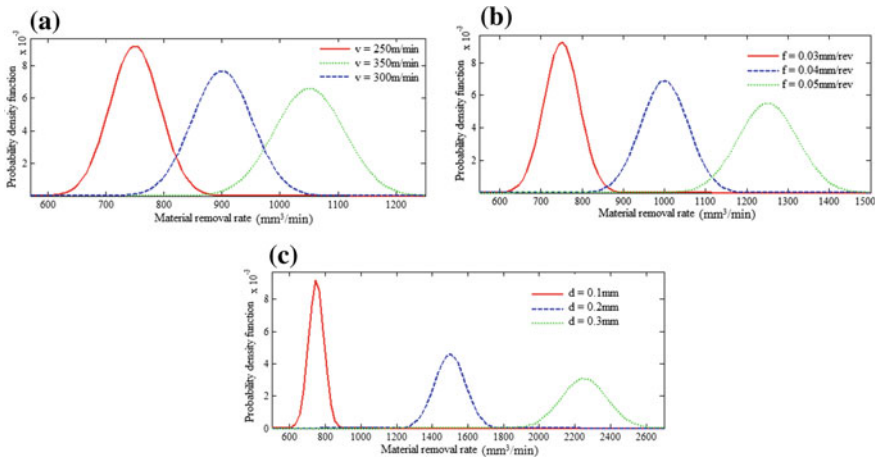 (a)
x 10⁻³
Probability density function
8
6
4
2
v = 250m/min
v = 350m/min
v = 300m/min
600 700 800 900 1000 1100 1200
Material removal rate (mm³/min)
(b)
x 10⁻³
Probability density function
8
6
4
2
f = 0.03mm/rev
f = 0.04mm/rev
f = 0.05mm/rev
600 700 800 900 1000 1100 1200 1300 1400 1500
Material removal rate (mm³/min)
(c)
x 10⁻³
Probability density function
8
6
4
2
0
d = 0.1mm
d = 0.2mm
d = 0.3mm
600 800 1000 1200 1400 1600 1800 2000 2200 2400 2600
Material removal rate (mm³/min)